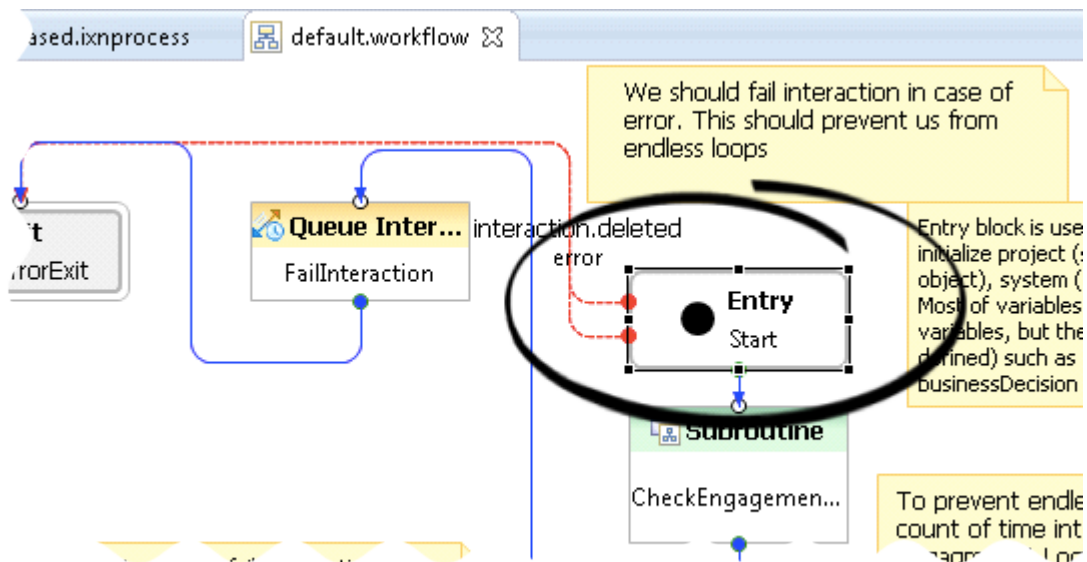 ased.ixnprocess
default.workflow
We should fail interaction in case of
error. This should prevent us from
endless loops
Queue Inter...
FailInteraction
rrorExit
interaction.deleted
error
Entry
Start
Entry block is use
initialize project (s
object), system (
Most of variables
variables, but the
defined) such as
businessDecision
Subroutine
CheckEngagemen...
To prevent endle
count of time int